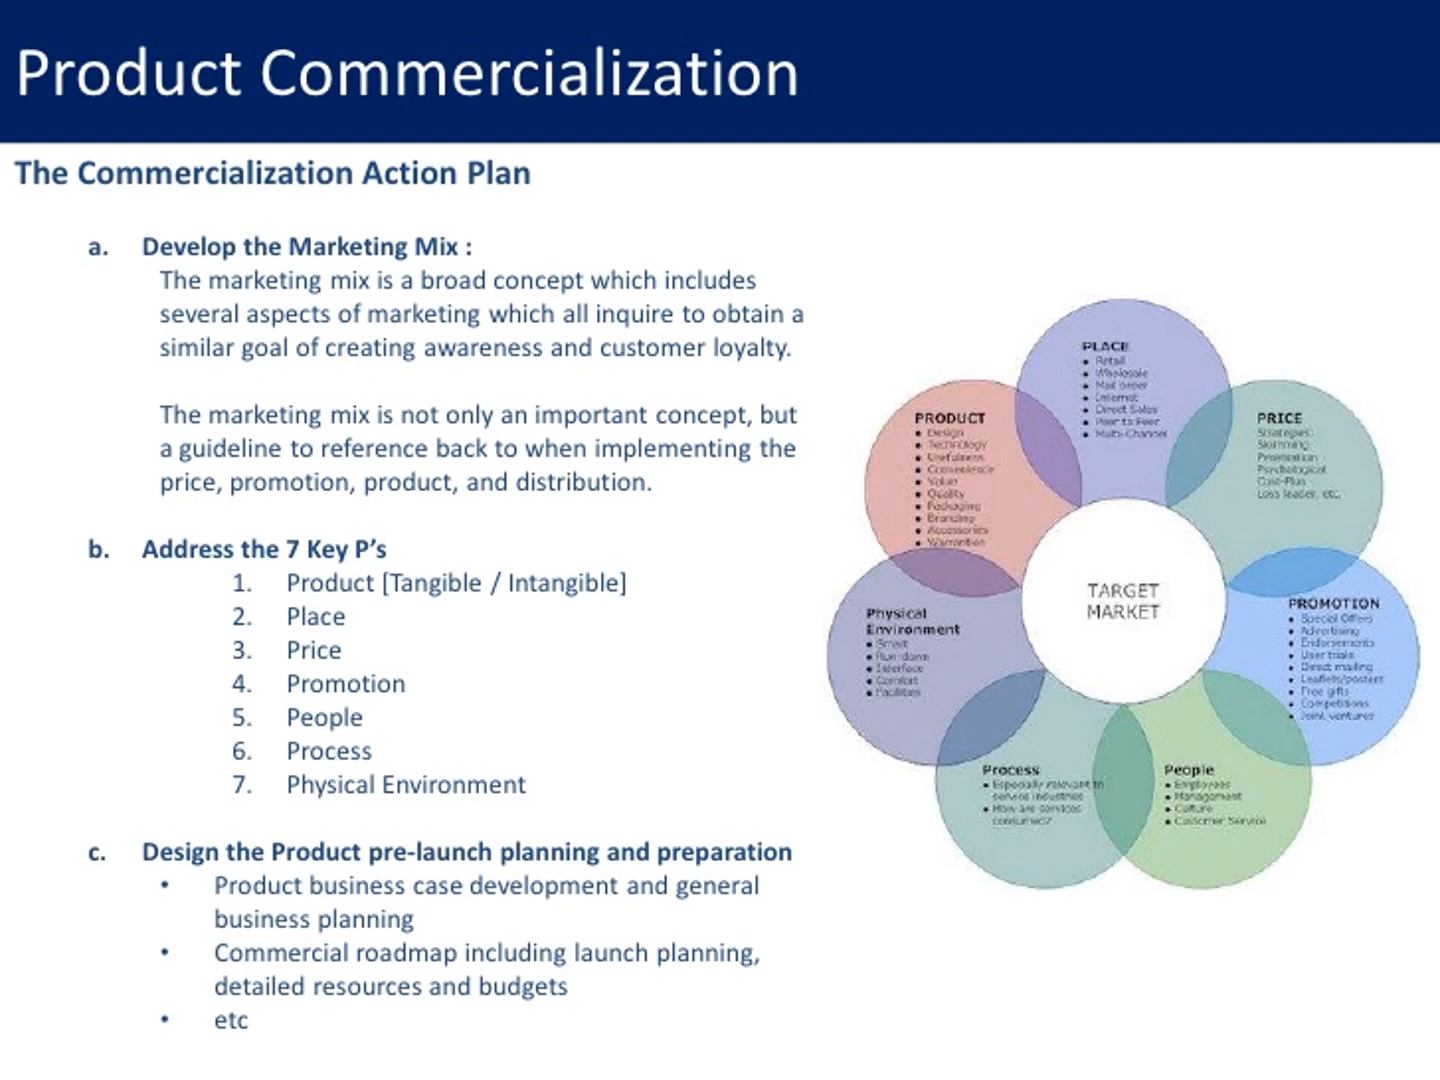 Product Commercialization
The Commercialization Action Plan
a. Develop the Marketing Mix :
The marketing mix is a broad concept which includes
several aspects of marketing which all inquire to obtain a
similar goal of creating awareness and customer loyalty.
The marketing mix is not only an important concept, but
a guideline to reference back to when implementing the
price, promotion, product, and distribution.
b. Address the 7 Key P’s
1. Product [Tangible / Intangible]
2. Place
3. Price
4. Promotion
5. People
6. Process
7. Physical Environment
c. Design the Product pre-launch planning and preparation
• Product business case development and general
business planning
• Commercial roadmap including launch planning,
detailed resources and budgets
• etc
PLACE
• Retail
• Wholesale
• Mail order
• Internet
• Direct Sales
• Peer to Peer
• Multi-Channel
PRODUCT
• Design
• Technology
• Usefulness
• Convenience
• Value
• Quality
• Packaging
• Branding
• Accessories
• Warranties
PRICE
Strategies:
Skimming
Penetration
Psychological
Cost-Plus
Loss leader, etc.
TARGET
MARKET
Physical
Environment
• Smart
• Run-down
• Interface
• Comfort
• Facilities
PROMOTION
• Special Offers
• Advertising
• Endorsements
• User trials
• Direct mailing
• Leaflets/posters
• Free gifts
• Competitions
• Joint ventures
Process
• Especially relevant to
service industries
• How are services
consumed?
People
• Employees
• Management
• Culture
• Customer Service